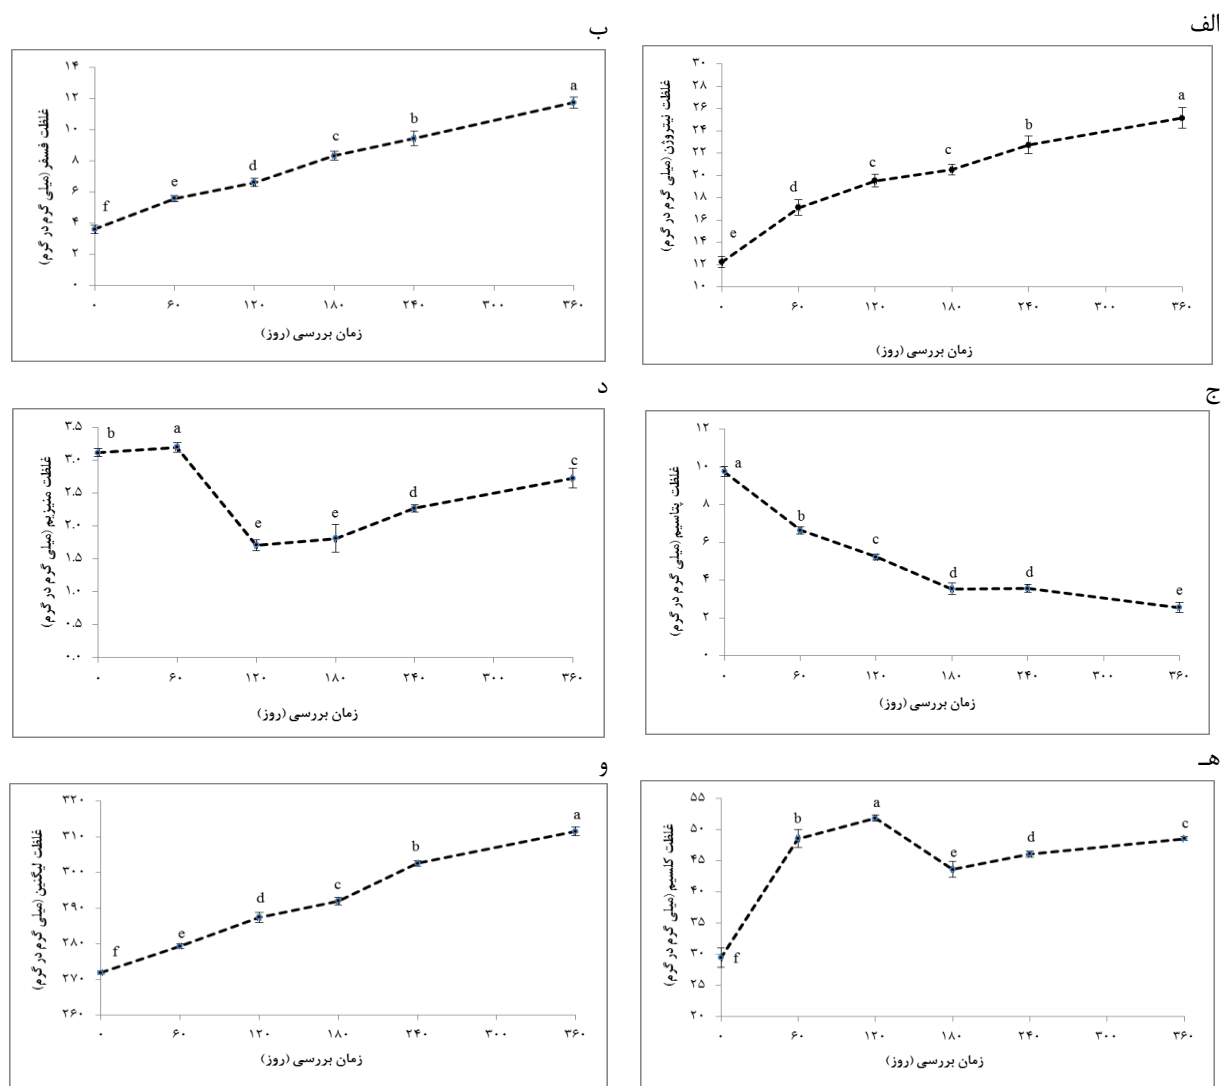 الف
غلظت نیتروژن (میلی گرم در گرم)
۳۰
۲۸
۲۶
۲۴
۲۲
۲۰
۱۸
۱۶
۱۴
۱۲
۱۰
e
d
c
c
b
a
۰ ۶۰ ۱۲۰ ۱۸۰ ۲۴۰ ۳۰۰ ۳۶۰
زمان بررسی (روز)
ب
غلظت فسفر (میلی گرم در گرم)
۱۴
۱۲
۱۰
۸
۶
۴
۲
۰
f
e
d
c
b
a
۰ ۶۰ ۱۲۰ ۱۸۰ ۲۴۰ ۳۰۰ ۳۶۰
زمان بررسی (روز)
ج
غلظت پتاسیم (میلی گرم در گرم)
۱۲
۱۰
۸
۶
۴
۲
۰
a
b
c
d
d
e
۰ ۶۰ ۱۲۰ ۱۸۰ ۲۴۰ ۳۰۰ ۳۶۰
زمان بررسی (روز)
د
غلظت منیزیم (میلی گرم در گرم)
۳.۵
۳.۰
۲.۵
۲.۰
۱.۵
۱.۰
۰.۵
۰.۰
b
a
e
e
d
c
۰ ۶۰ ۱۲۰ ۱۸۰ ۲۴۰ ۳۰۰ ۳۶۰
زمان بررسی (روز)
هـ
غلظت کلسیم (میلی گرم در گرم)
۵۵
۵۰
۴۵
۴۰
۳۵
۳۰
۲۵
۲۰
f
b
a
e
d
c
۰ ۶۰ ۱۲۰ ۱۸۰ ۲۴۰ ۳۰۰ ۳۶۰
زمان بررسی (روز)
و
غلظت لیگنین (میلی گرم در گرم)
۳۲۰
۳۱۰
۳۰۰
۲۹۰
۲۸۰
۲۷۰
۲۶۰
f
e
d
c
b
a
۰ ۶۰ ۱۲۰ ۱۸۰ ۲۴۰ ۳۰۰ ۳۶۰
زمان بررسی (روز)